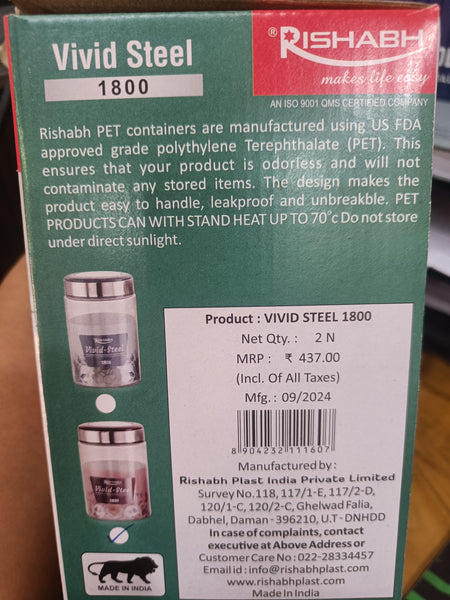 Vivid Steel
1800
® RISHABH
makes life easy
AN ISO 9001 QMS CERTIFIED COMPANY
Rishabh PET containers are manufactured using US FDA
approved grade polythylene Terephthalate (PET). This
ensures that your product is odorless and will not
contaminate any stored items. The design makes the
product easy to handle, leakproof and unbreakble. PET
PRODUCTS CAN WITH STAND HEAT UP TO 70°c Do not store
under direct sunlight.
RISHABH
Vivid-Steel
1800
RISHABH
Vivid-Steel
1800
MAKE IN INDIA
Product : VIVID STEEL 1800
Net Qty. : 2 N
MRP : ₹ 437.00
(Incl. Of All Taxes)
Mfg. : 09/2024
8 904232 111607
Manufactured by :
Rishabh Plast India Private Limited
Survey No.118, 117/1-E, 117/2-D,
120/1-C, 120/2-C, Ghelwad Falia,
Dabhel, Daman - 396210, U.T - DNHDD
In case of complaints, contact
executive at Above Address or
Customer Care No : 022-28334457
Email id : info@rishabhplast.com
www.rishabhplast.com
Made In India